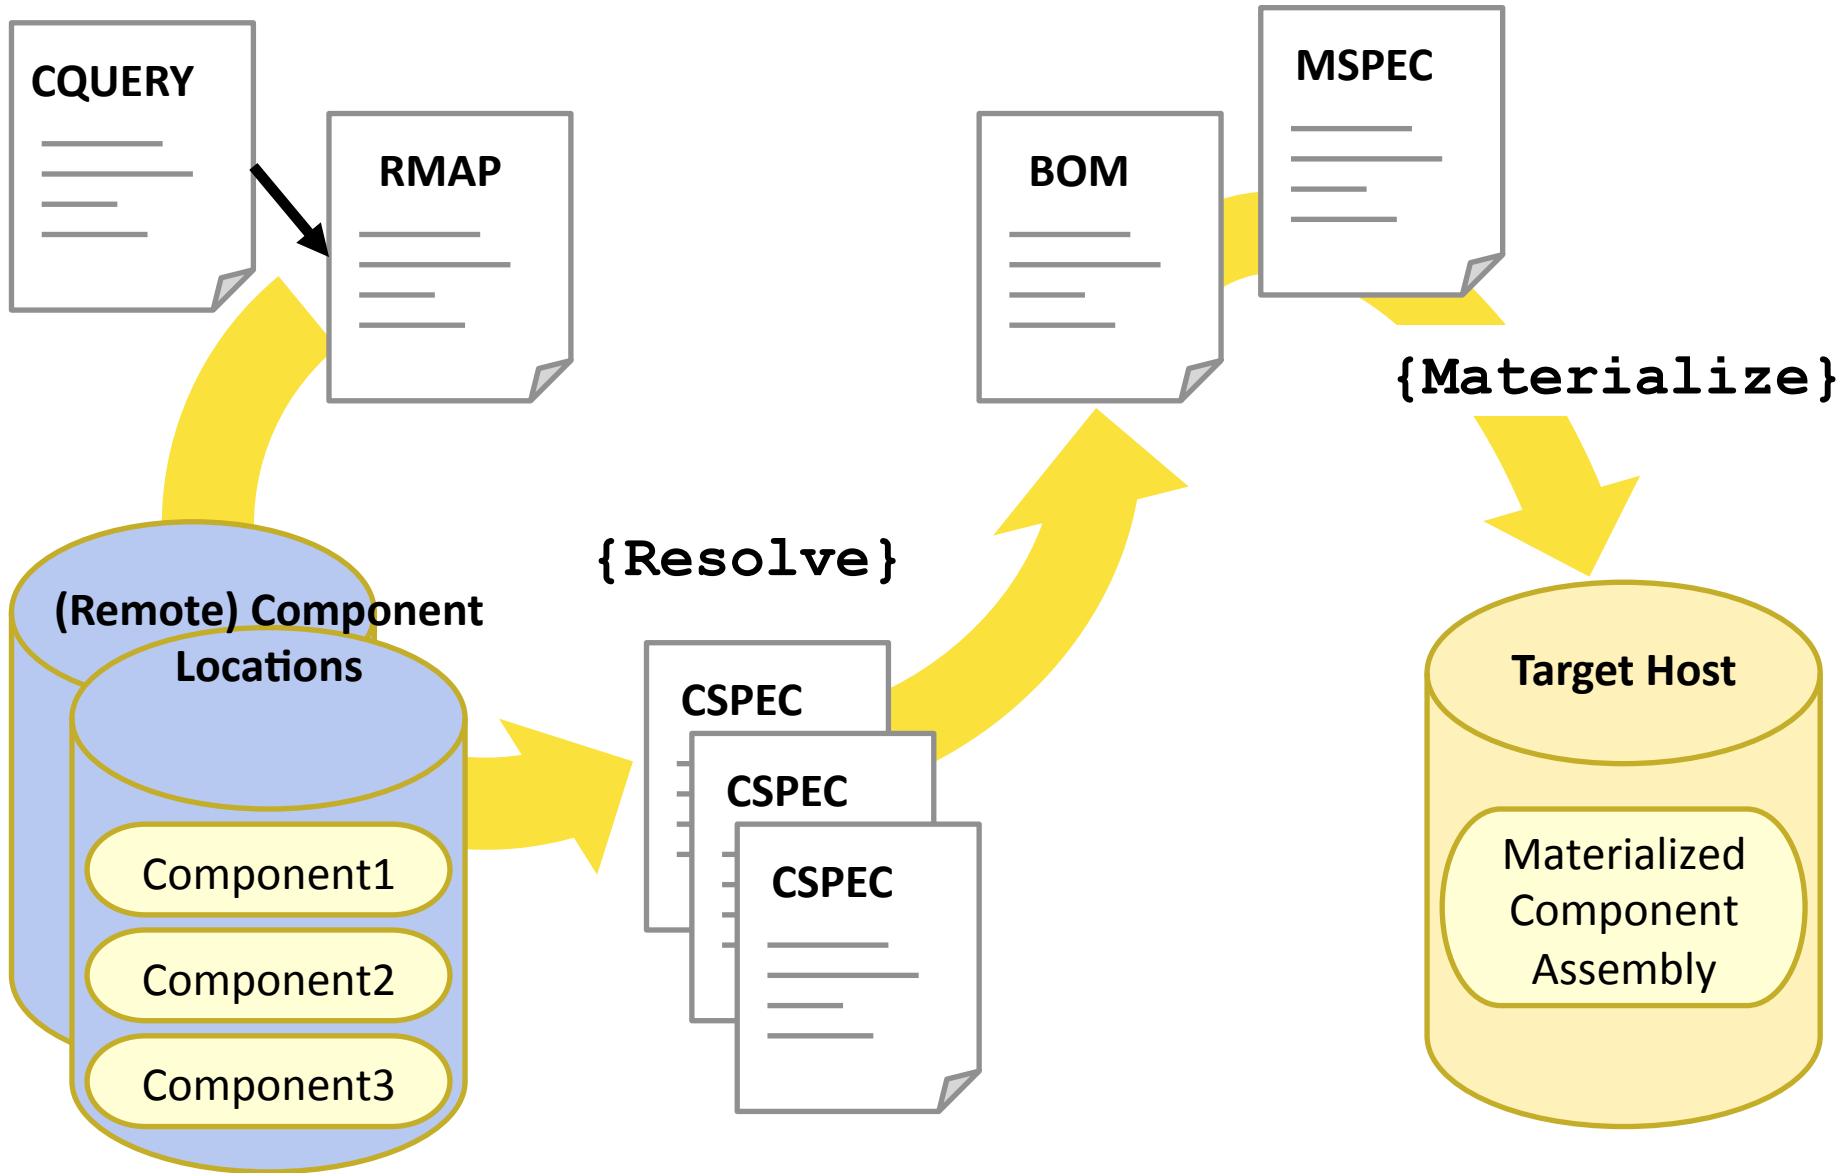 CQUERY
RMAP
BOM
MSPEC
{Materialize}
{Resolve}
(Remote) Component
Locations
Component1
Component2
Component3
CSPEC
CSPEC
CSPEC
Target Host
Materialized
Component
Assembly